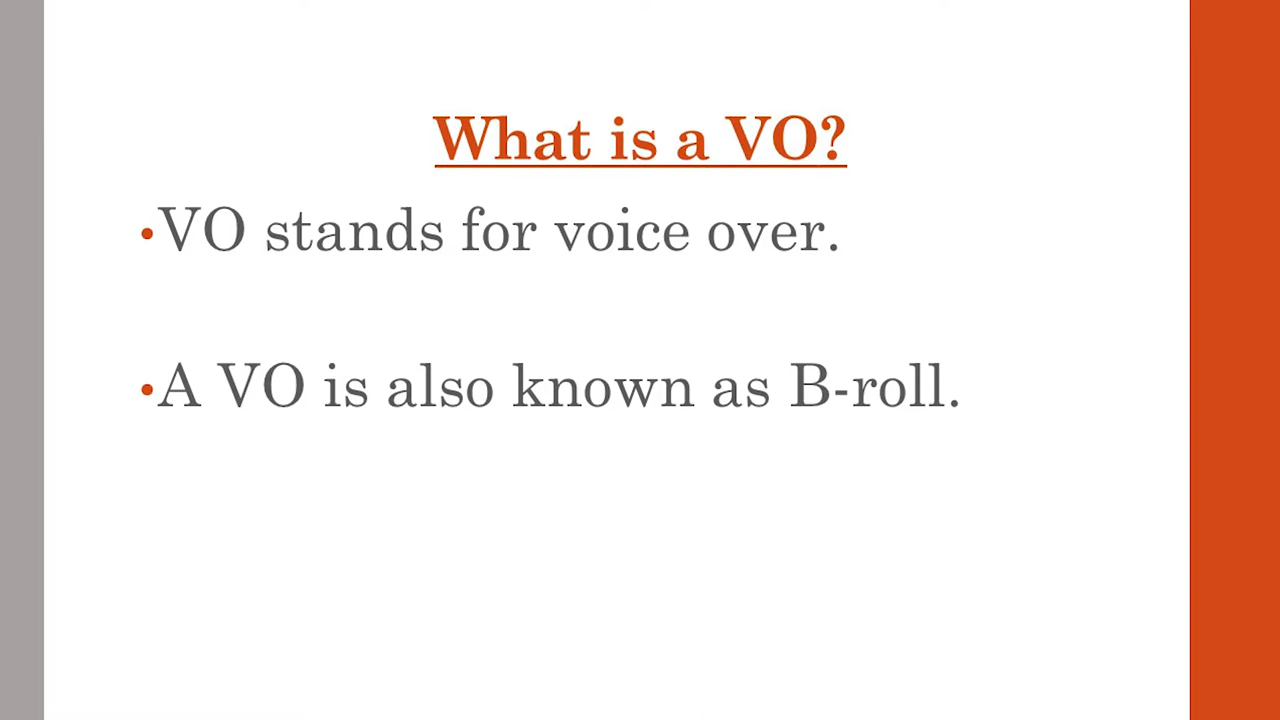 What is a VO?
•VO stands for voice over.
•A VO is also known as B-roll.